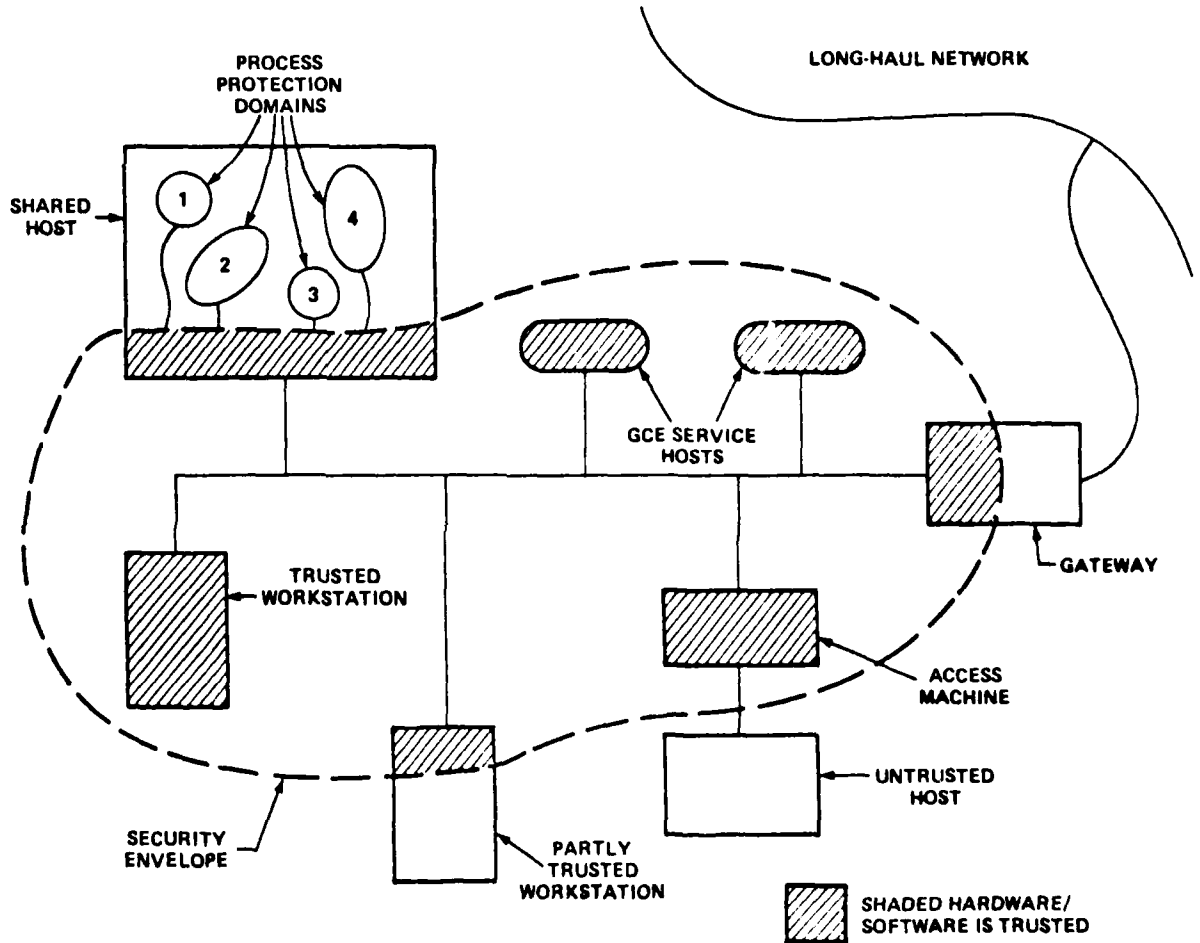 PROCESS
PROTECTION
DOMAINS
LONG-HAUL NETWORK
SHARED
HOST
1
2
3
4
GCE SERVICE
HOSTS
GATEWAY
TRUSTED
WORKSTATION
ACCESS
MACHINE
UNTRUSTED
HOST
SECURITY
ENVELOPE
PARTLY
TRUSTED
WORKSTATION
SHADED HARDWARE/
SOFTWARE IS TRUSTED